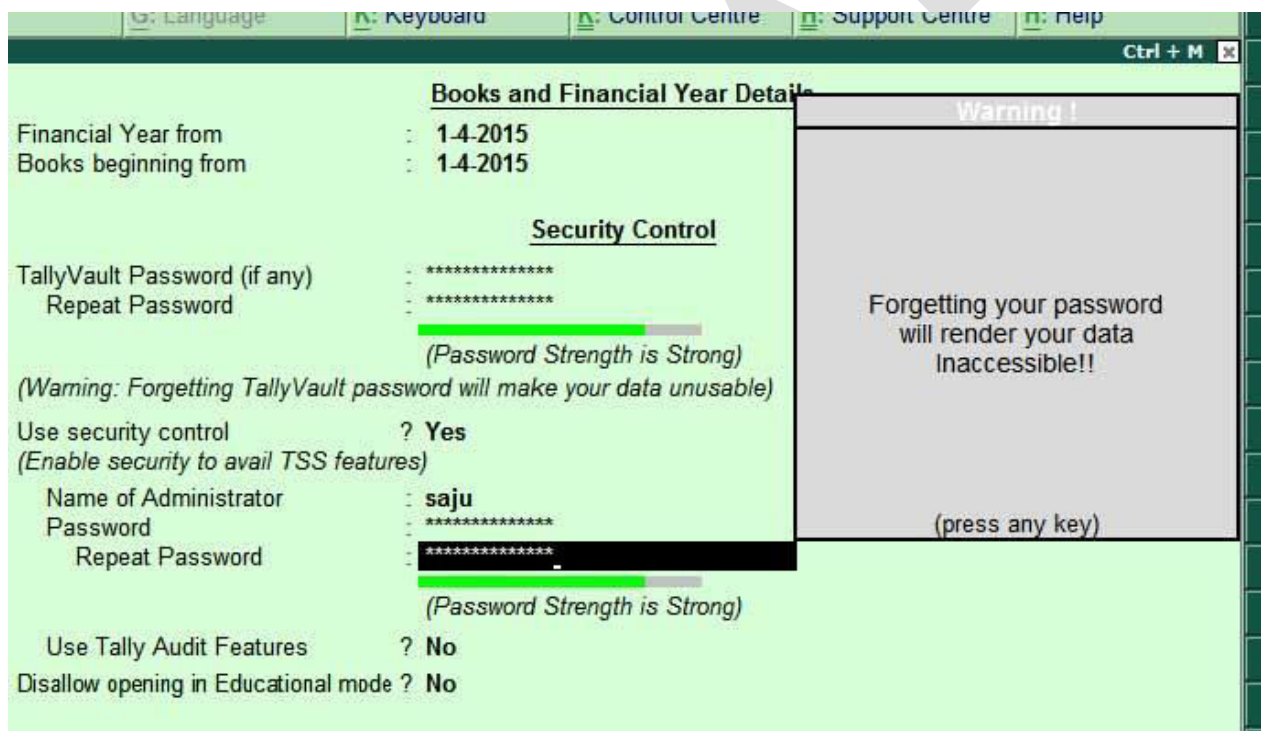 G: Language K: Keyboard K: Control Centre H: Support Centre H: Help
Ctrl + M
Books and Financial Year Details
Financial Year from : 1-4-2015
Books beginning from : 1-4-2015
Security Control
TallyVault Password (if any) : **************
Repeat Password : **************
(Password Strength is Strong)
(Warning: Forgetting TallyVault password will make your data unusable)
Use security control ? Yes
(Enable security to avail TSS features)
Name of Administrator : saju
Password : **************
Repeat Password : **************
(Password Strength is Strong)
Use Tally Audit Features ? No
Disallow opening in Educational mode ? No
Warning !
Forgetting your password
will render your data
Inaccessible!!
(press any key)